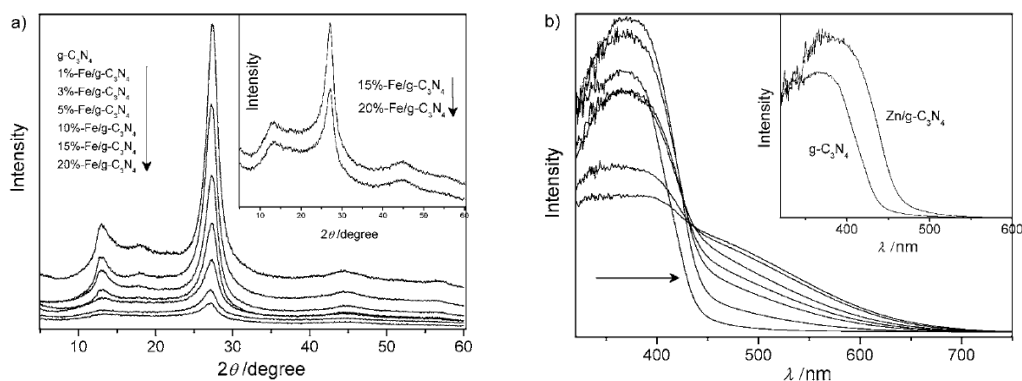 a)
Intensity
g-C₃N₄
1%-Fe/g-C₃N₄
3%-Fe/g-C₃N₄
5%-Fe/g-C₃N₄
10%-Fe/g-C₃N₄
15%-Fe/g-C₃N₄
20%-Fe/g-C₃N₄
Intensity
15%-Fe/g-C₃N₄
20%-Fe/g-C₃N₄
10 20 30 40 50 60
2θ /degree
10 20 30 40 50 60
2θ /degree
b)
Intensity
Intensity
Zn/g-C₃N₄
g-C₃N₄
400 500 600
λ / nm
400 500 600 700
λ / nm